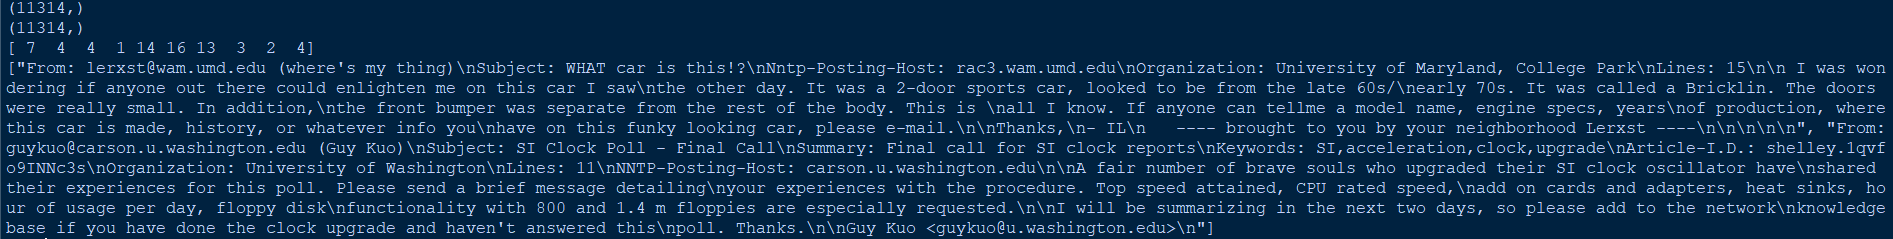 (11314,)
(11314,)
[ 7  4  4  1 14 16 13  3  2  4]
["From: lerxst@wam.umd.edu (where's my thing)\nSubject: WHAT car is this!?\nNntp-Posting-Host: rac3.wam.umd.edu\nOrganization: University of Maryland, College Park\nLines: 15\n\n I was won
dering if anyone out there could enlighten me on this car I saw\nthe other day. It was a 2-door sports car, looked to be from the late 60s/\nearly 70s. It was called a Bricklin. The doors
were really small. In addition,\nthe front bumper was separate from the rest of the body. This is \nall I know. If anyone can tellme a model name, engine specs, years\nof production, where
this car is made, history, or whatever info you\nhave on this funky looking car, please e-mail.\n\nThanks,\n- IL\n   ---- brought to you by your neighborhood Lerxst ----\n\n\n\n\n", "From:
guykuo@carson.u.washington.edu (Guy Kuo)\nSubject: SI Clock Poll - Final Call\nSummary: Final call for SI clock reports\nKeywords: SI,acceleration,clock,upgrade\nArticle-I.D.: shelley.1qvf
o9INNc3s\nOrganization: University of Washington\nLines: 11\nNNTP-Posting-Host: carson.u.washington.edu\n\nA fair number of brave souls who upgraded their SI clock oscillator have\nshared
their experiences for this poll. Please send a brief message detailing\nyour experiences with the procedure. Top speed attained, CPU rated speed,\nadd on cards and adapters, heat sinks, ho
ur of usage per day, floppy disk\nfunctionality with 800 and 1.4 m floppies are especially requested.\n\nI will be summarizing in the next two days, so please add to the network\nknowledge
base if you have done the clock upgrade and haven't answered this\npoll. Thanks.\n\nGuy Kuo <guykuo@u.washington.edu>\n"]